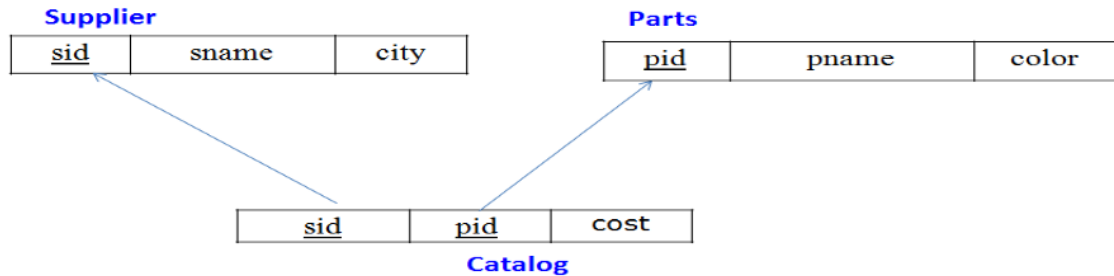 Supplier
Parts
sid sname city
pid pname color
sid pid cost
Catalog